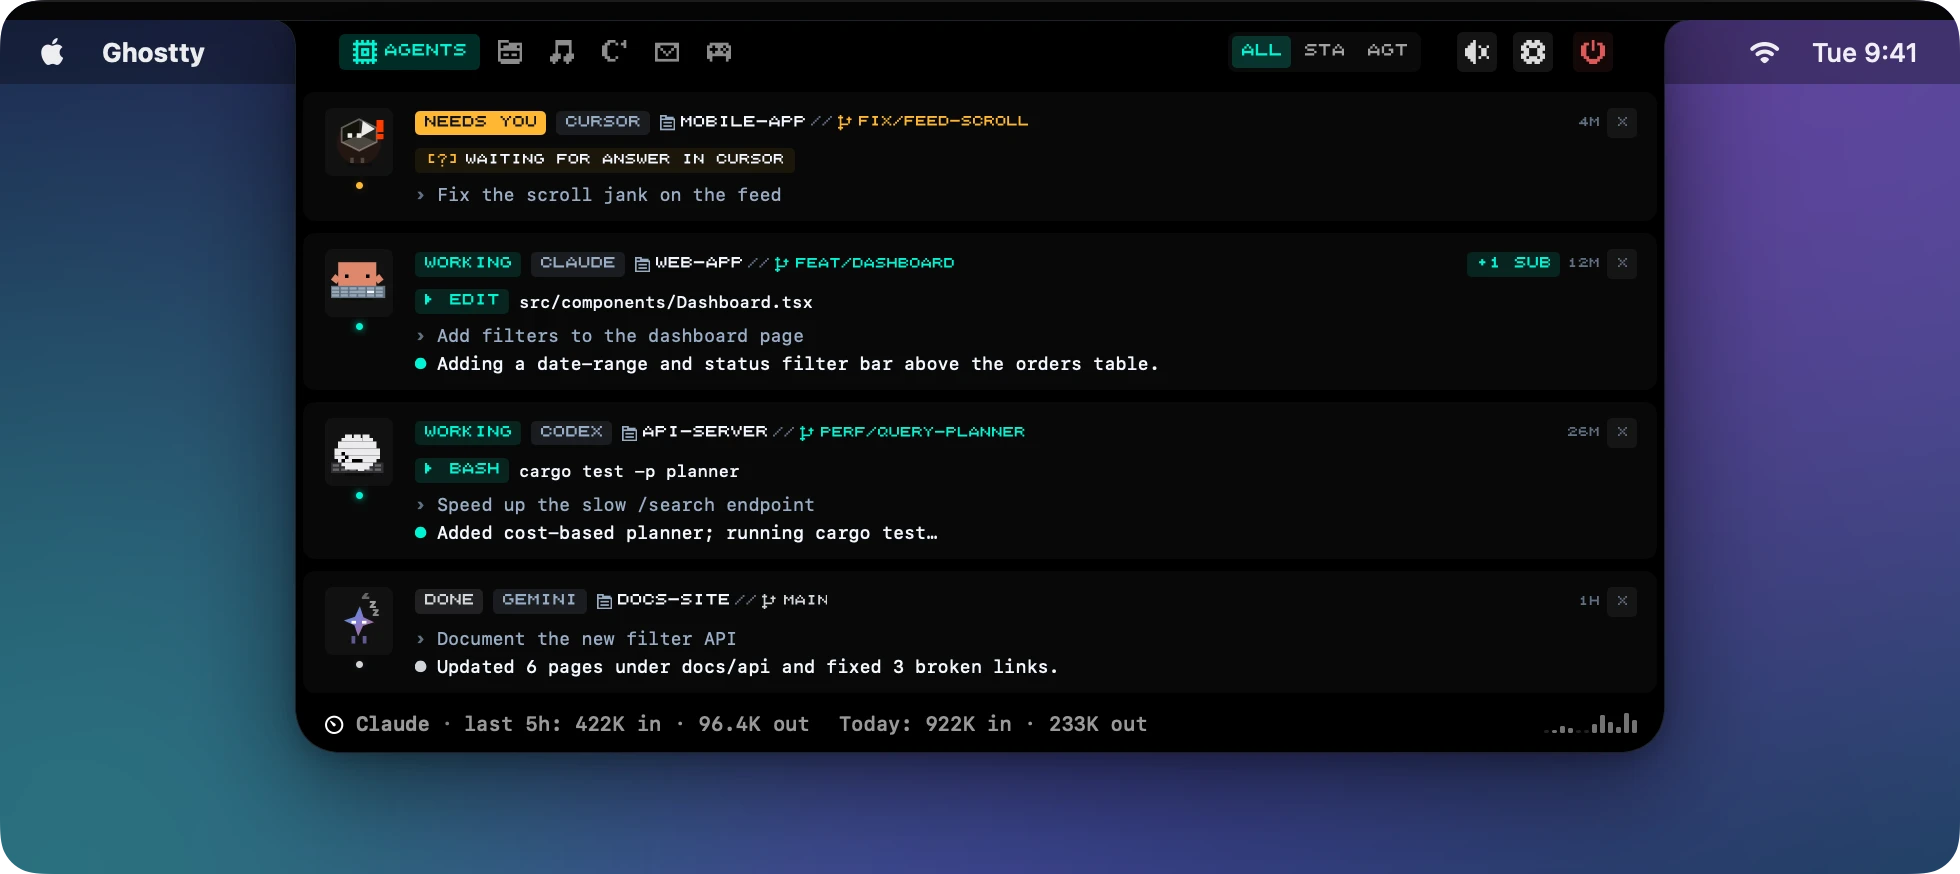 Ghostty
AGENTS
ALL STA AGT
Tue 9:41
NEEDS YOU CURSOR MOBILE-APP // FIX/FEED-SCROLL 4M X
[?] WAITING FOR ANSWER IN CURSOR
› Fix the scroll jank on the feed
WORKING CLAUDE WEB-APP // FEAT/DASHBOARD +1 SUB 12M X
EDIT src/components/Dashboard.tsx
› Add filters to the dashboard page
Adding a date-range and status filter bar above the orders table.
WORKING CODEX API-SERVER // PERF/QUERY-PLANNER 26M X
BASH cargo test -p planner
› Speed up the slow /search endpoint
Added cost-based planner; running cargo test…
DONE GEMINI DOCS-SITE // MAIN 1H X
› Document the new filter API
Updated 6 pages under docs/api and fixed 3 broken links.
Claude · last 5h: 422K in · 96.4K out Today: 922K in · 233K out